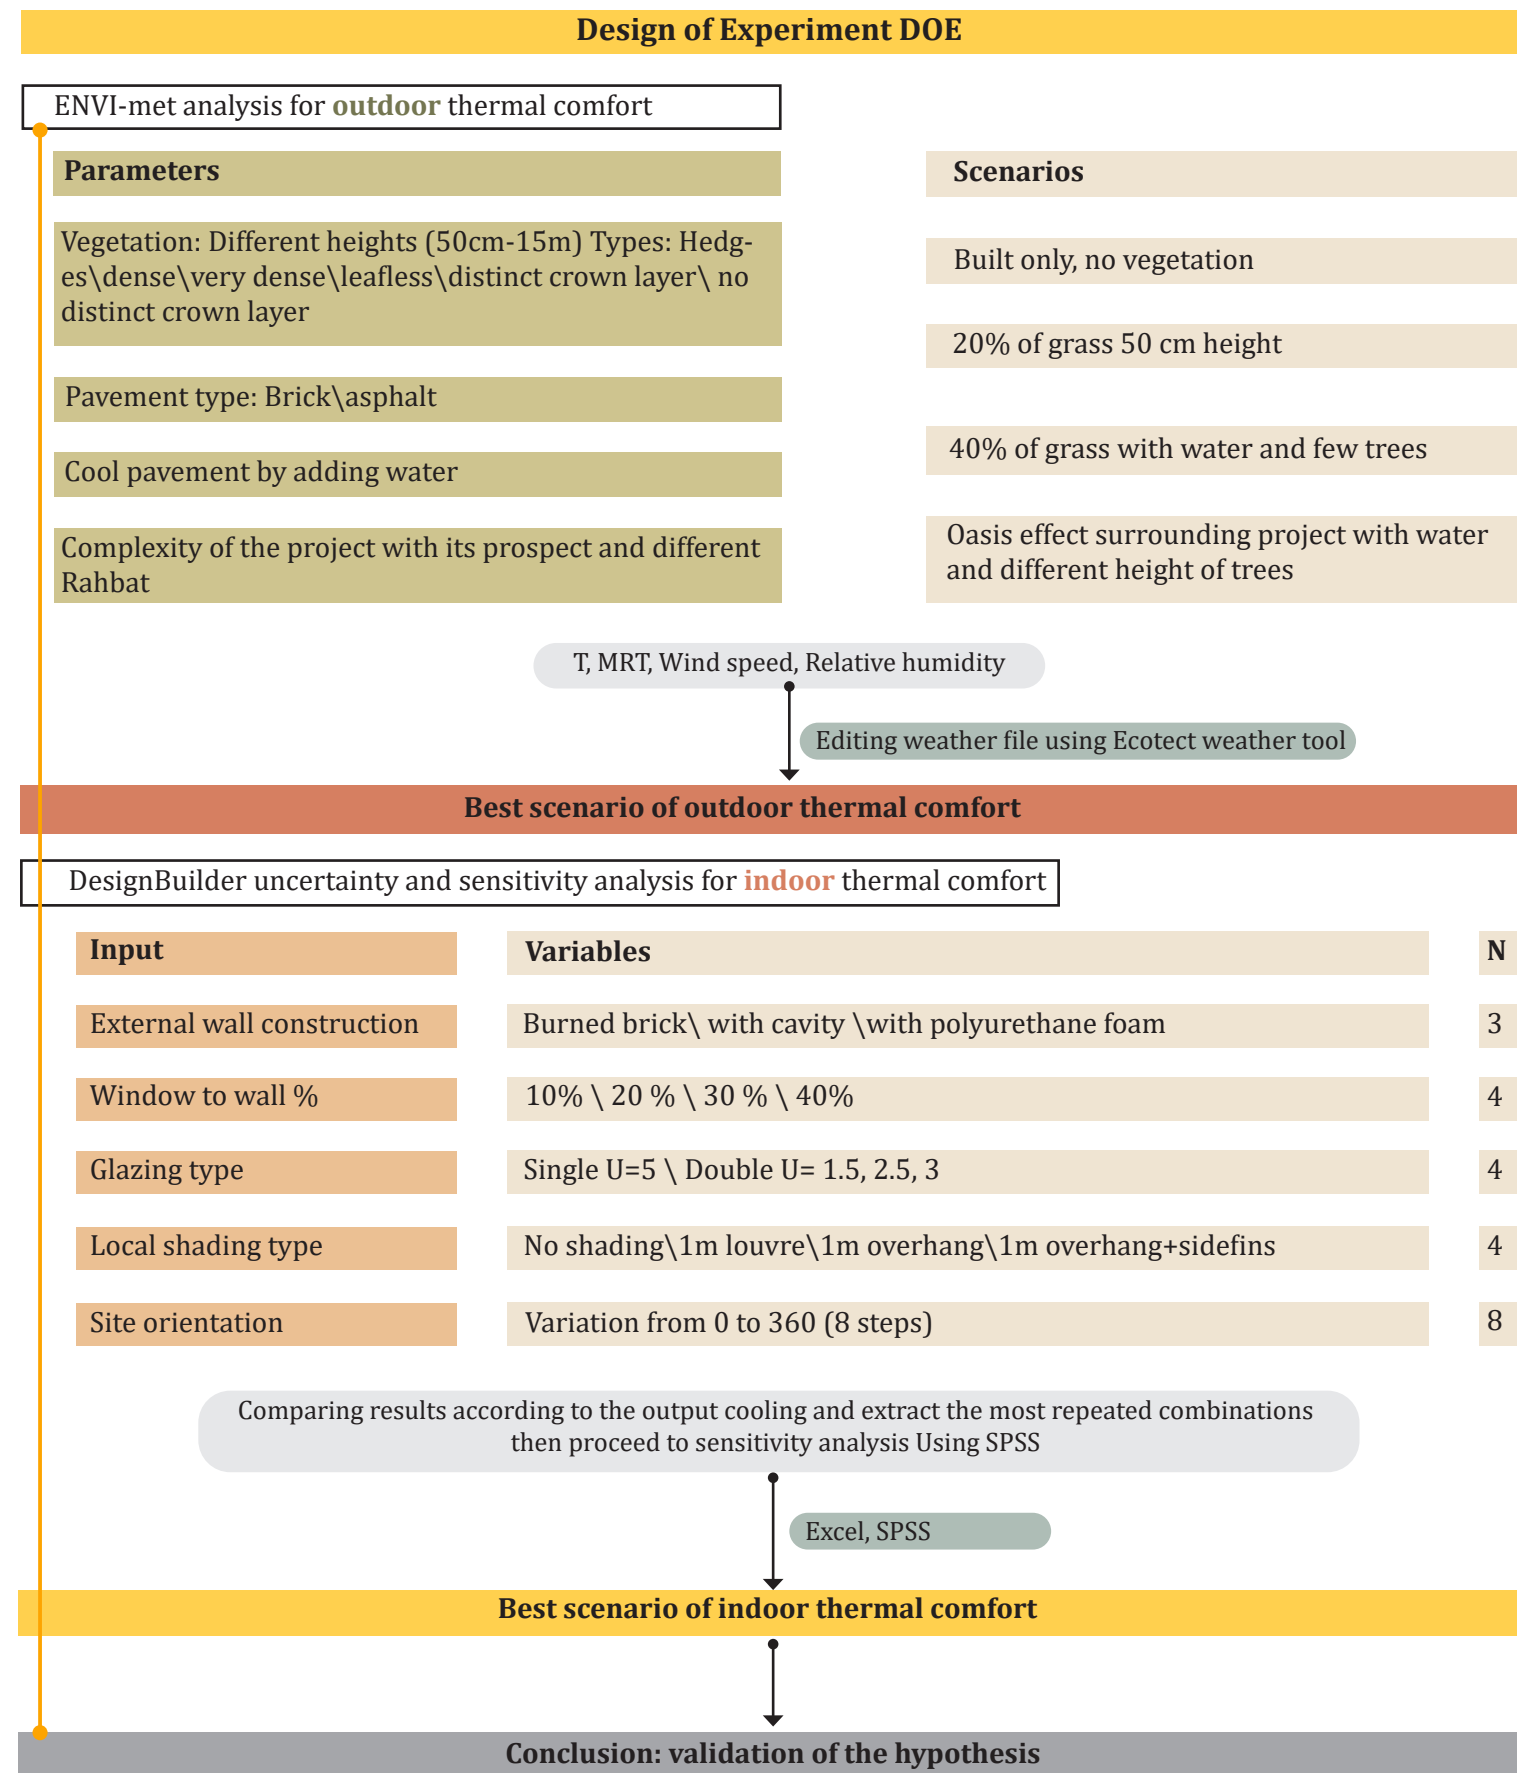 Design of Experiment DOE
ENVI-met analysis for outdoor thermal comfort
Parameters
Vegetation: Different heights (50cm-15m) Types: Hedg-
es\dense\very dense\leafless\distinct crown layer\ no
distinct crown layer
Pavement type: Brick\asphalt
Cool pavement by adding water
Complexity of the project with its prospect and different
Rahbat
Scenarios
Built only, no vegetation
20% of grass 50 cm height
40% of grass with water and few trees
Oasis effect surrounding project with water
and different height of trees
T, MRT, Wind speed, Relative humidity
Editing weather file using Ecotect weather tool
Best scenario of outdoor thermal comfort
DesignBuilder uncertainty and sensitivity analysis for indoor thermal comfort
Input Variables N
External wall construction Burned brick\ with cavity \with polyurethane foam 3
Window to wall % 10% \ 20 % \ 30 % \ 40% 4
Glazing type Single U=5 \ Double U= 1.5, 2.5, 3 4
Local shading type No shading\1m louvre\1m overhang\1m overhang+sidefins 4
Site orientation Variation from 0 to 360 (8 steps) 8
Comparing results according to the output cooling and extract the most repeated combinations
then proceed to sensitivity analysis Using SPSS
Excel, SPSS
Best scenario of indoor thermal comfort
Conclusion: validation of the hypothesis